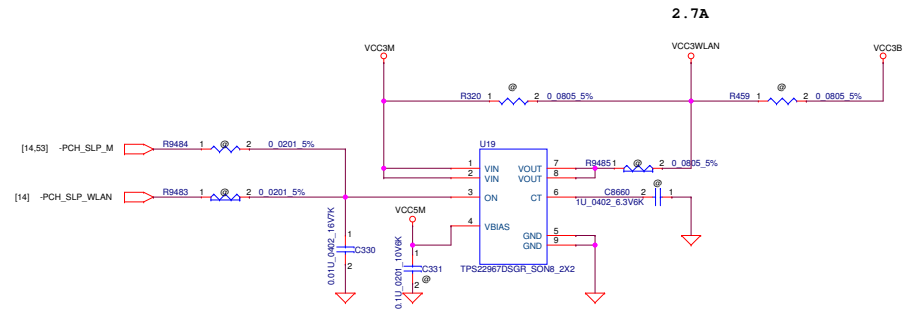 2.7A
VCC3M
VCC3WLAN
VCC3B
@
@
R320 1 2 0_0805_5%
R459 1 2 0_0805_5%
[14,53] -PCH_SLP_M
R9484 1 @ 2 0_0201_5%
U19
1 VIN
2 VIN
VOUT 7
VOUT 8
R9485 1 @ 2 0_0805_5%
[14] -PCH_SLP_WLAN
R9483 1 @ 2 0_0201_5%
3 ON
CT 6
C8660
@
1U_0402_6.3V6K 2 1
VCC5M
4 VBIAS
GND 5
GND 9
TPS22967DSGR_SON8_2X2
0.01U_0402_16V7K
1
C330
2
0.1U_0201_10V6K
1
C331
@
2